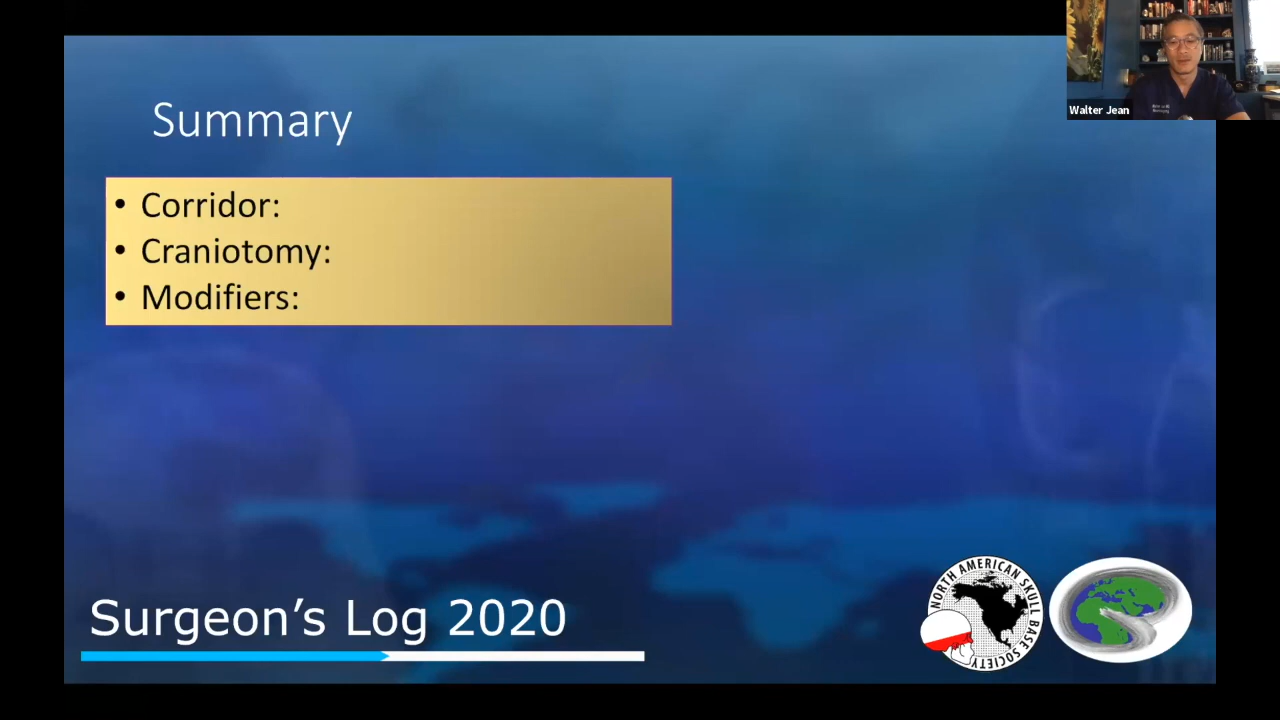 Summary
• Corridor:
• Craniotomy:
• Modifiers:
Walter Jean
Surgeon's Log 2020
NORTH AMERICAN SKULL BASE SOCIETY